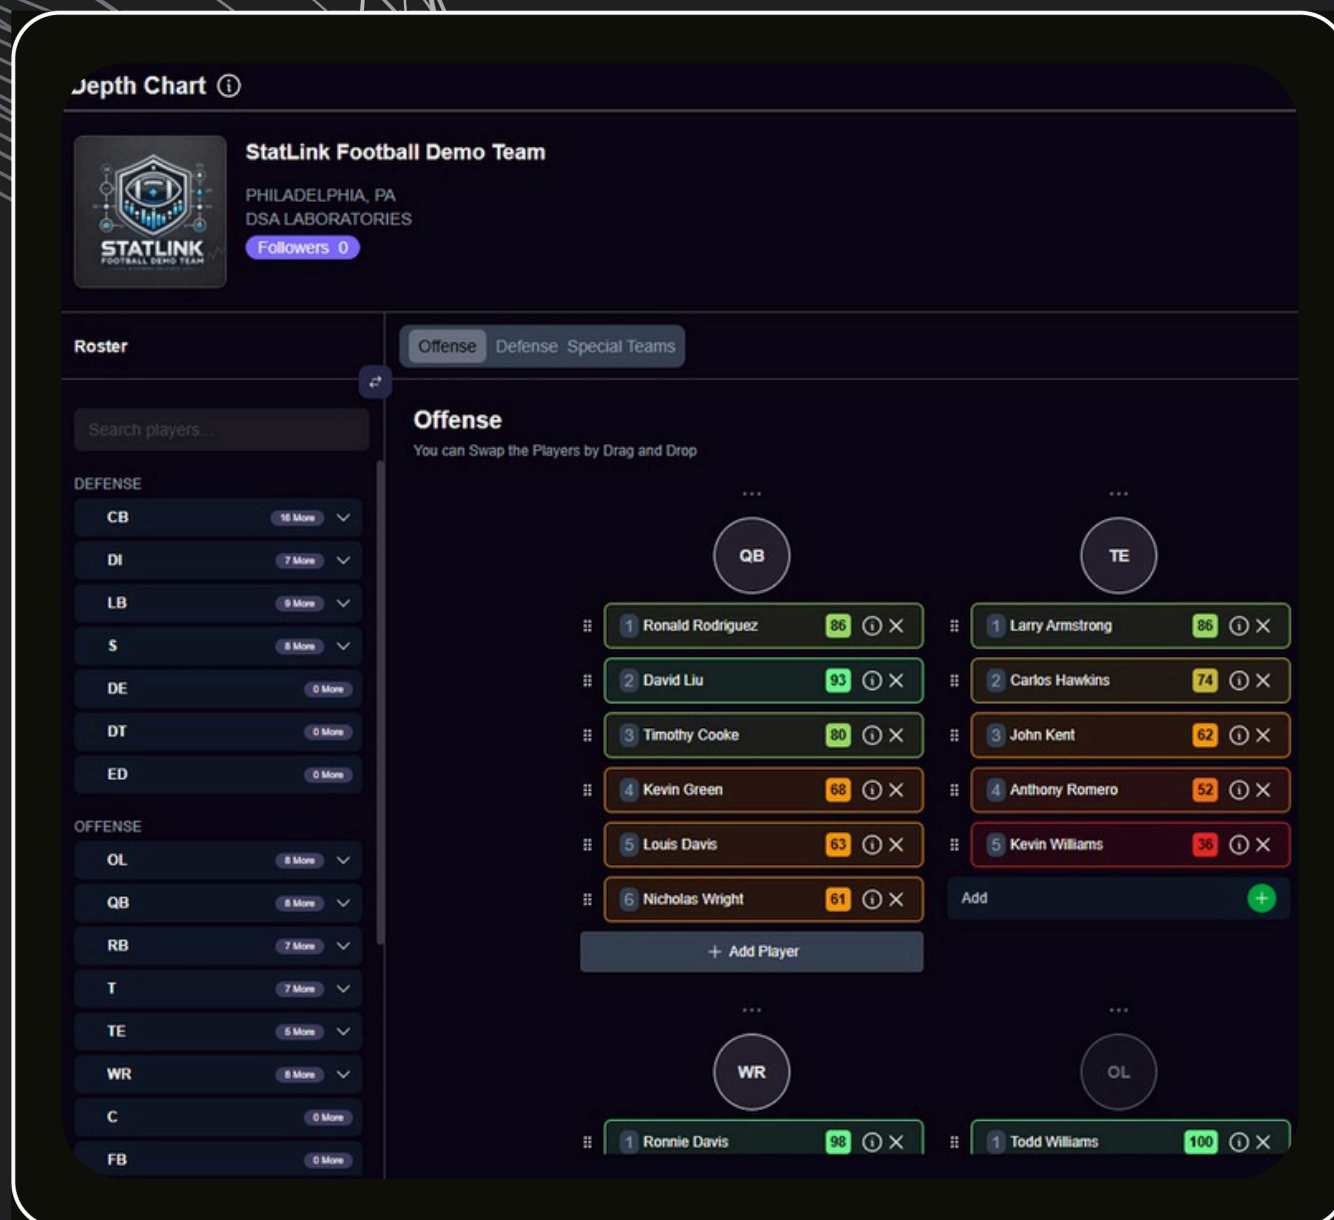 Depth Chart
StatLink Football Demo Team
PHILADELPHIA, PA
DSA LABORATORIES
Followers 0
STATLINK
FOOTBALL DEMO TEAM
Roster
Offense Defense Special Teams
Search players...
Offense
You can Swap the Players by Drag and Drop
DEFENSE
CB 16 More
DI 7 More
LB 9 More
S 8 More
DE 0 More
DT 0 More
ED 0 More
OFFENSE
OL 8 More
QB 8 More
RB 7 More
T 7 More
TE 5 More
WR 8 More
C 0 More
FB 0 More
QB
1 Ronald Rodriguez 86
2 David Liu 93
3 Timothy Cooke 80
4 Kevin Green 68
5 Louis Davis 63
6 Nicholas Wright 61
+ Add Player
TE
1 Larry Armstrong 86
2 Carlos Hawkins 74
3 John Kent 62
4 Anthony Romero 52
5 Kevin Williams 36
Add
WR
1 Ronnie Davis 98
OL
1 Todd Williams 100